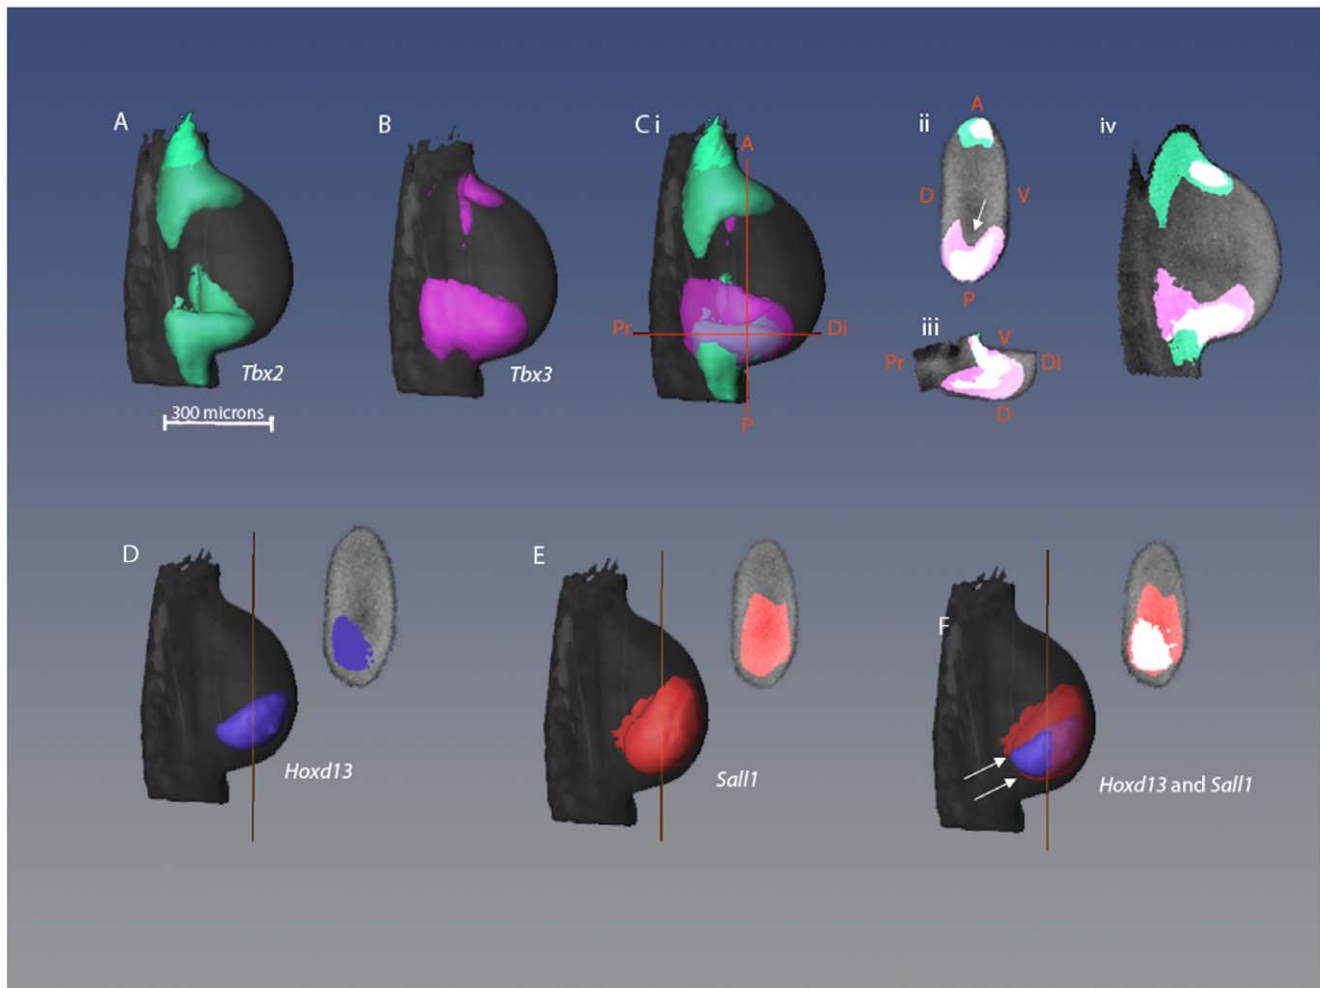 A
B
C i
ii
iv
A
A
D
V
P
iii
Pr
Di
V
Pr
Di
D
P
Tbx2
Tbx3
300 microns
D
E
F
Hoxd13
Sall1
Hoxd13 and Sall1